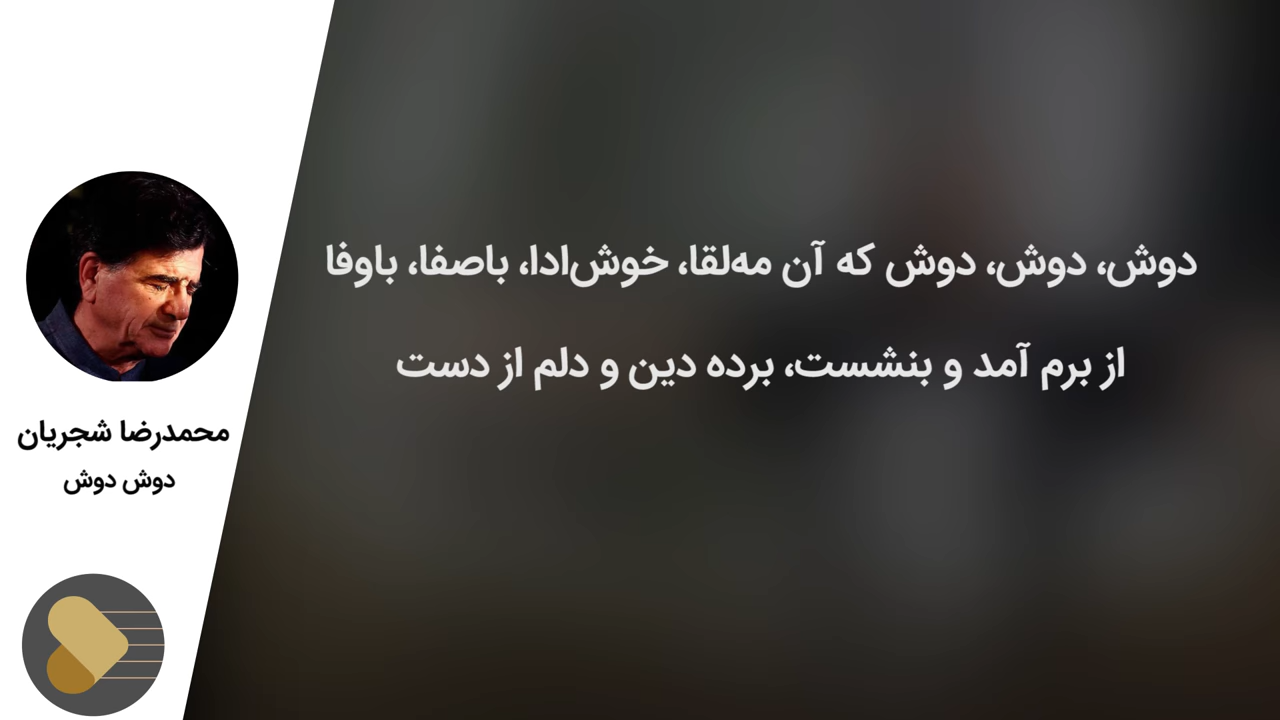 دوش، دوش، دوش که آن مه‌لقا، خوش‌ادا، باصفا، باوفا
از برم آمد و بنشست، برده دین و دلم از دست
محمدرضا شجریان
دوش دوش